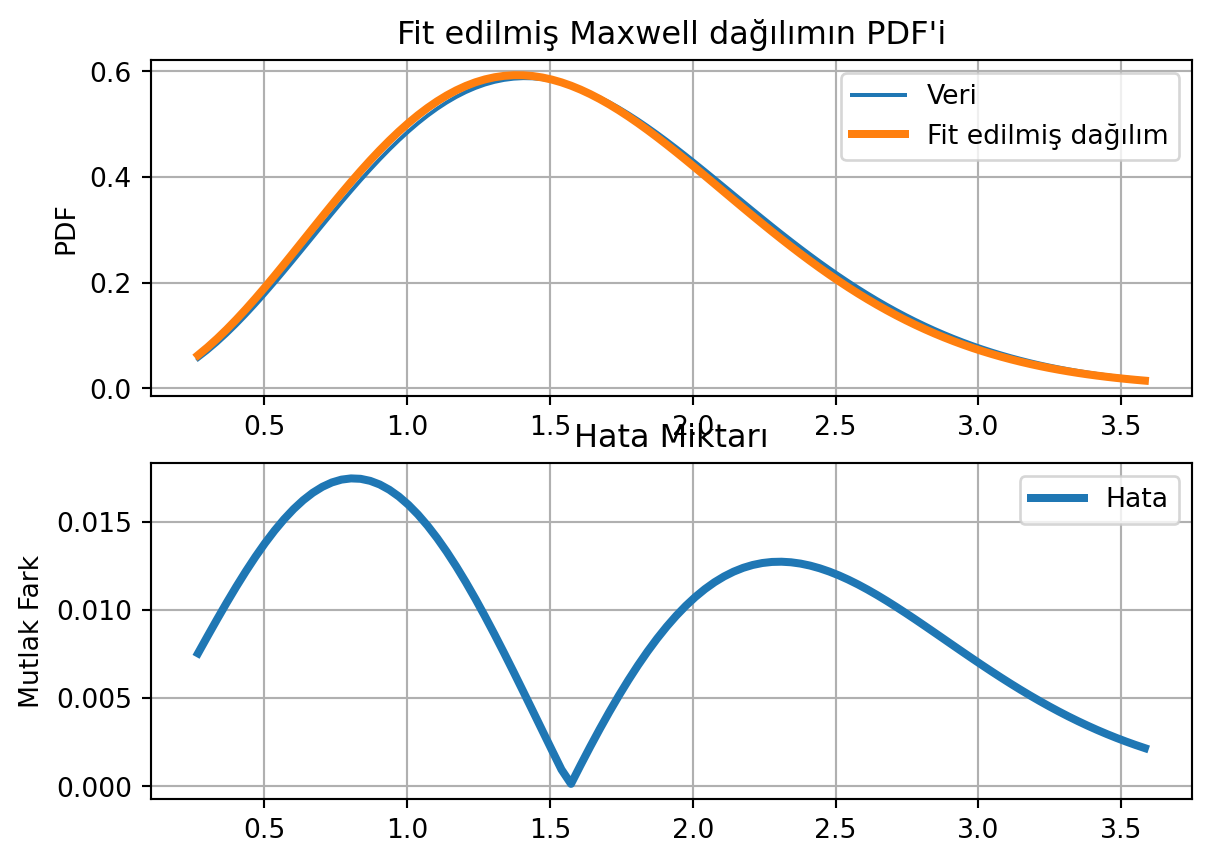 Fit edilmiş Maxwell dağılımın PDF'i
Veri
Fit edilmiş dağılım
PDF
0.6
0.4
0.2
0.0
0.5 1.0 1.5 2.0 2.5 3.0 3.5
Hata Miktarı
Hata
Mutlak Fark
0.015
0.010
0.005
0.000
0.5 1.0 1.5 2.0 2.5 3.0 3.5